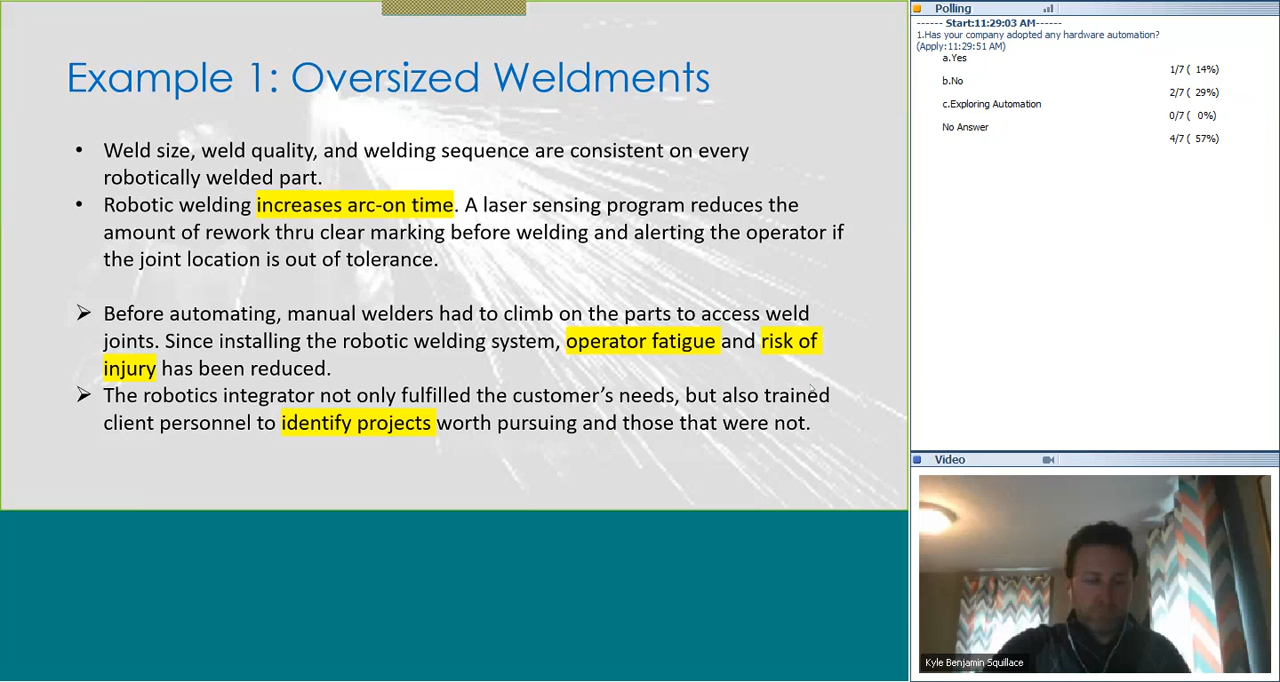 Example 1: Oversized Weldments
• Weld size, weld quality, and welding sequence are consistent on every
robotically welded part.
• Robotic welding increases arc-on time. A laser sensing program reduces the
amount of rework thru clear marking before welding and alerting the operator if
the joint location is out of tolerance.
➢ Before automating, manual welders had to climb on the parts to access weld
joints. Since installing the robotic welding system, operator fatigue and risk of
injury has been reduced.
➢ The robotics integrator not only fulfilled the customer’s needs, but also trained
client personnel to identify projects worth pursuing and those that were not.
Polling
------ Start:11:29:03 AM------
1.Has your company adopted any hardware automation?
(Apply:11:29:51 AM)
a.Yes
1/7 ( 14%)
b.No
2/7 ( 29%)
c.Exploring Automation
0/7 ( 0%)
No Answer
4/7 ( 57%)
Video
Kyle Benjamin Squillace